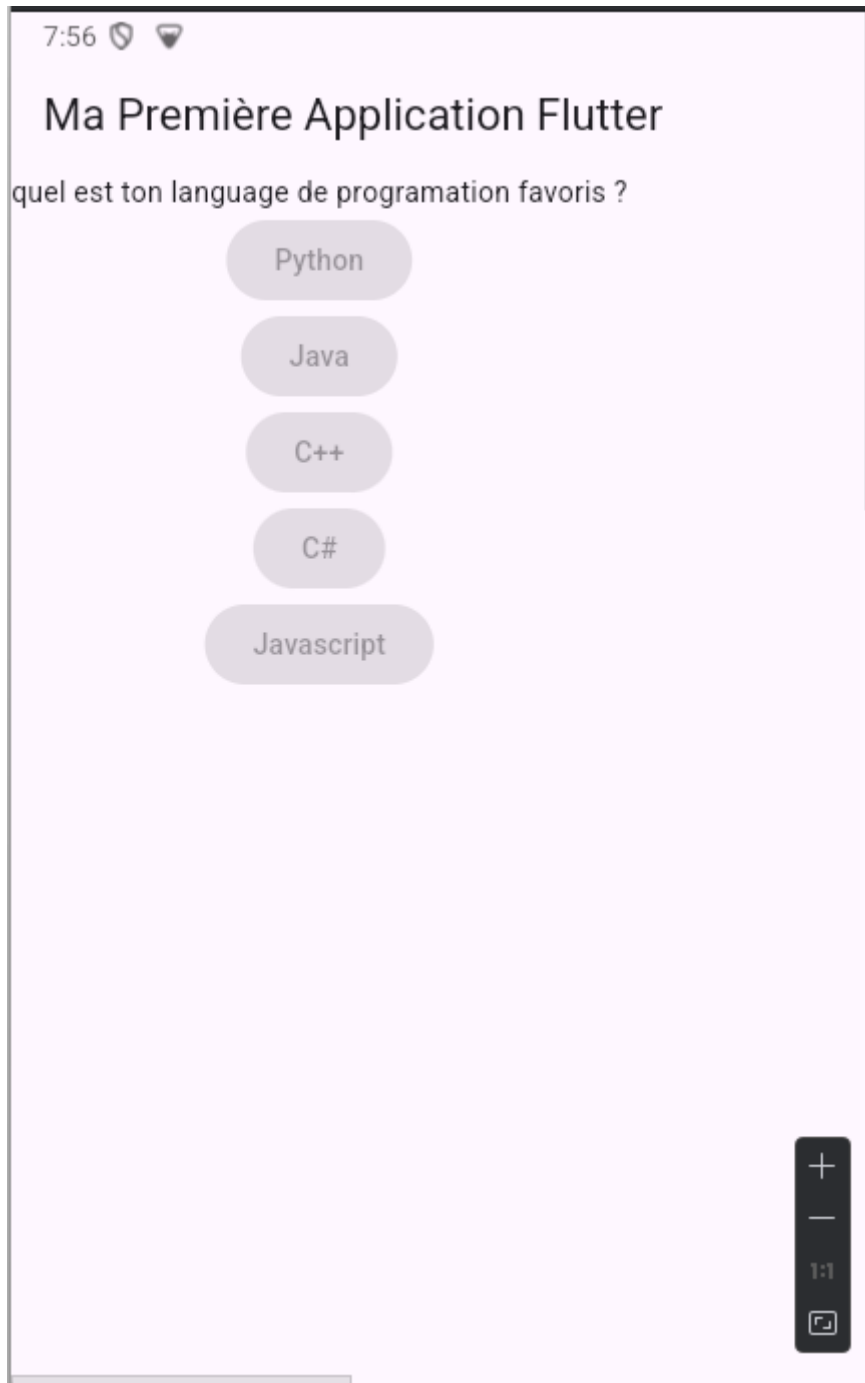 7:56
Ma Première Application Flutter
quel est ton language de programation favoris ?
Python
Java
C++
C#
Javascript
1:1